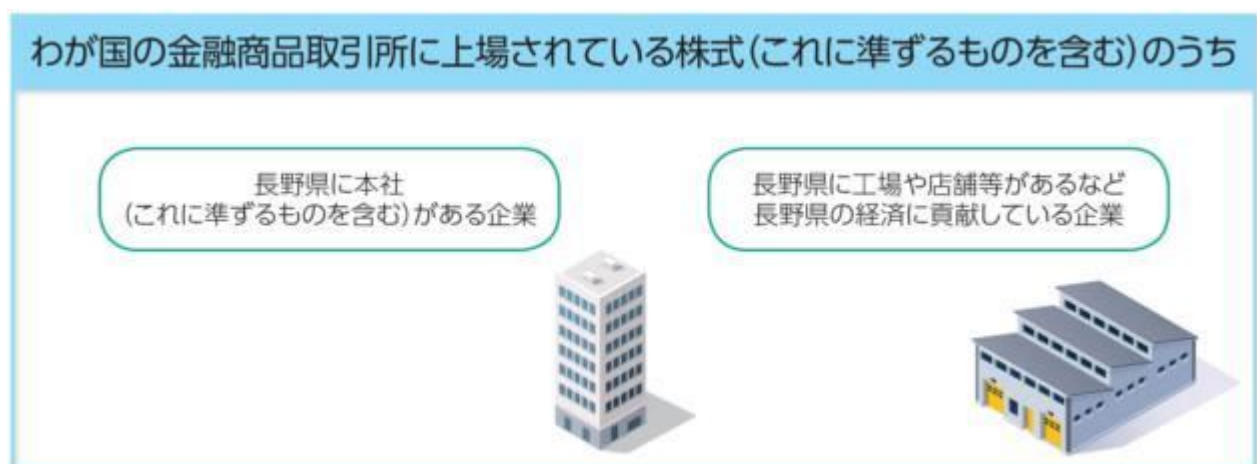 わが国の金融商品取引所に上場されている株式(これに準ずるものを含む)のうち
長野県に本社
(これに準ずるものを含む)がある企業
長野県に工場や店舗等があるなど
長野県の経済に貢献している企業